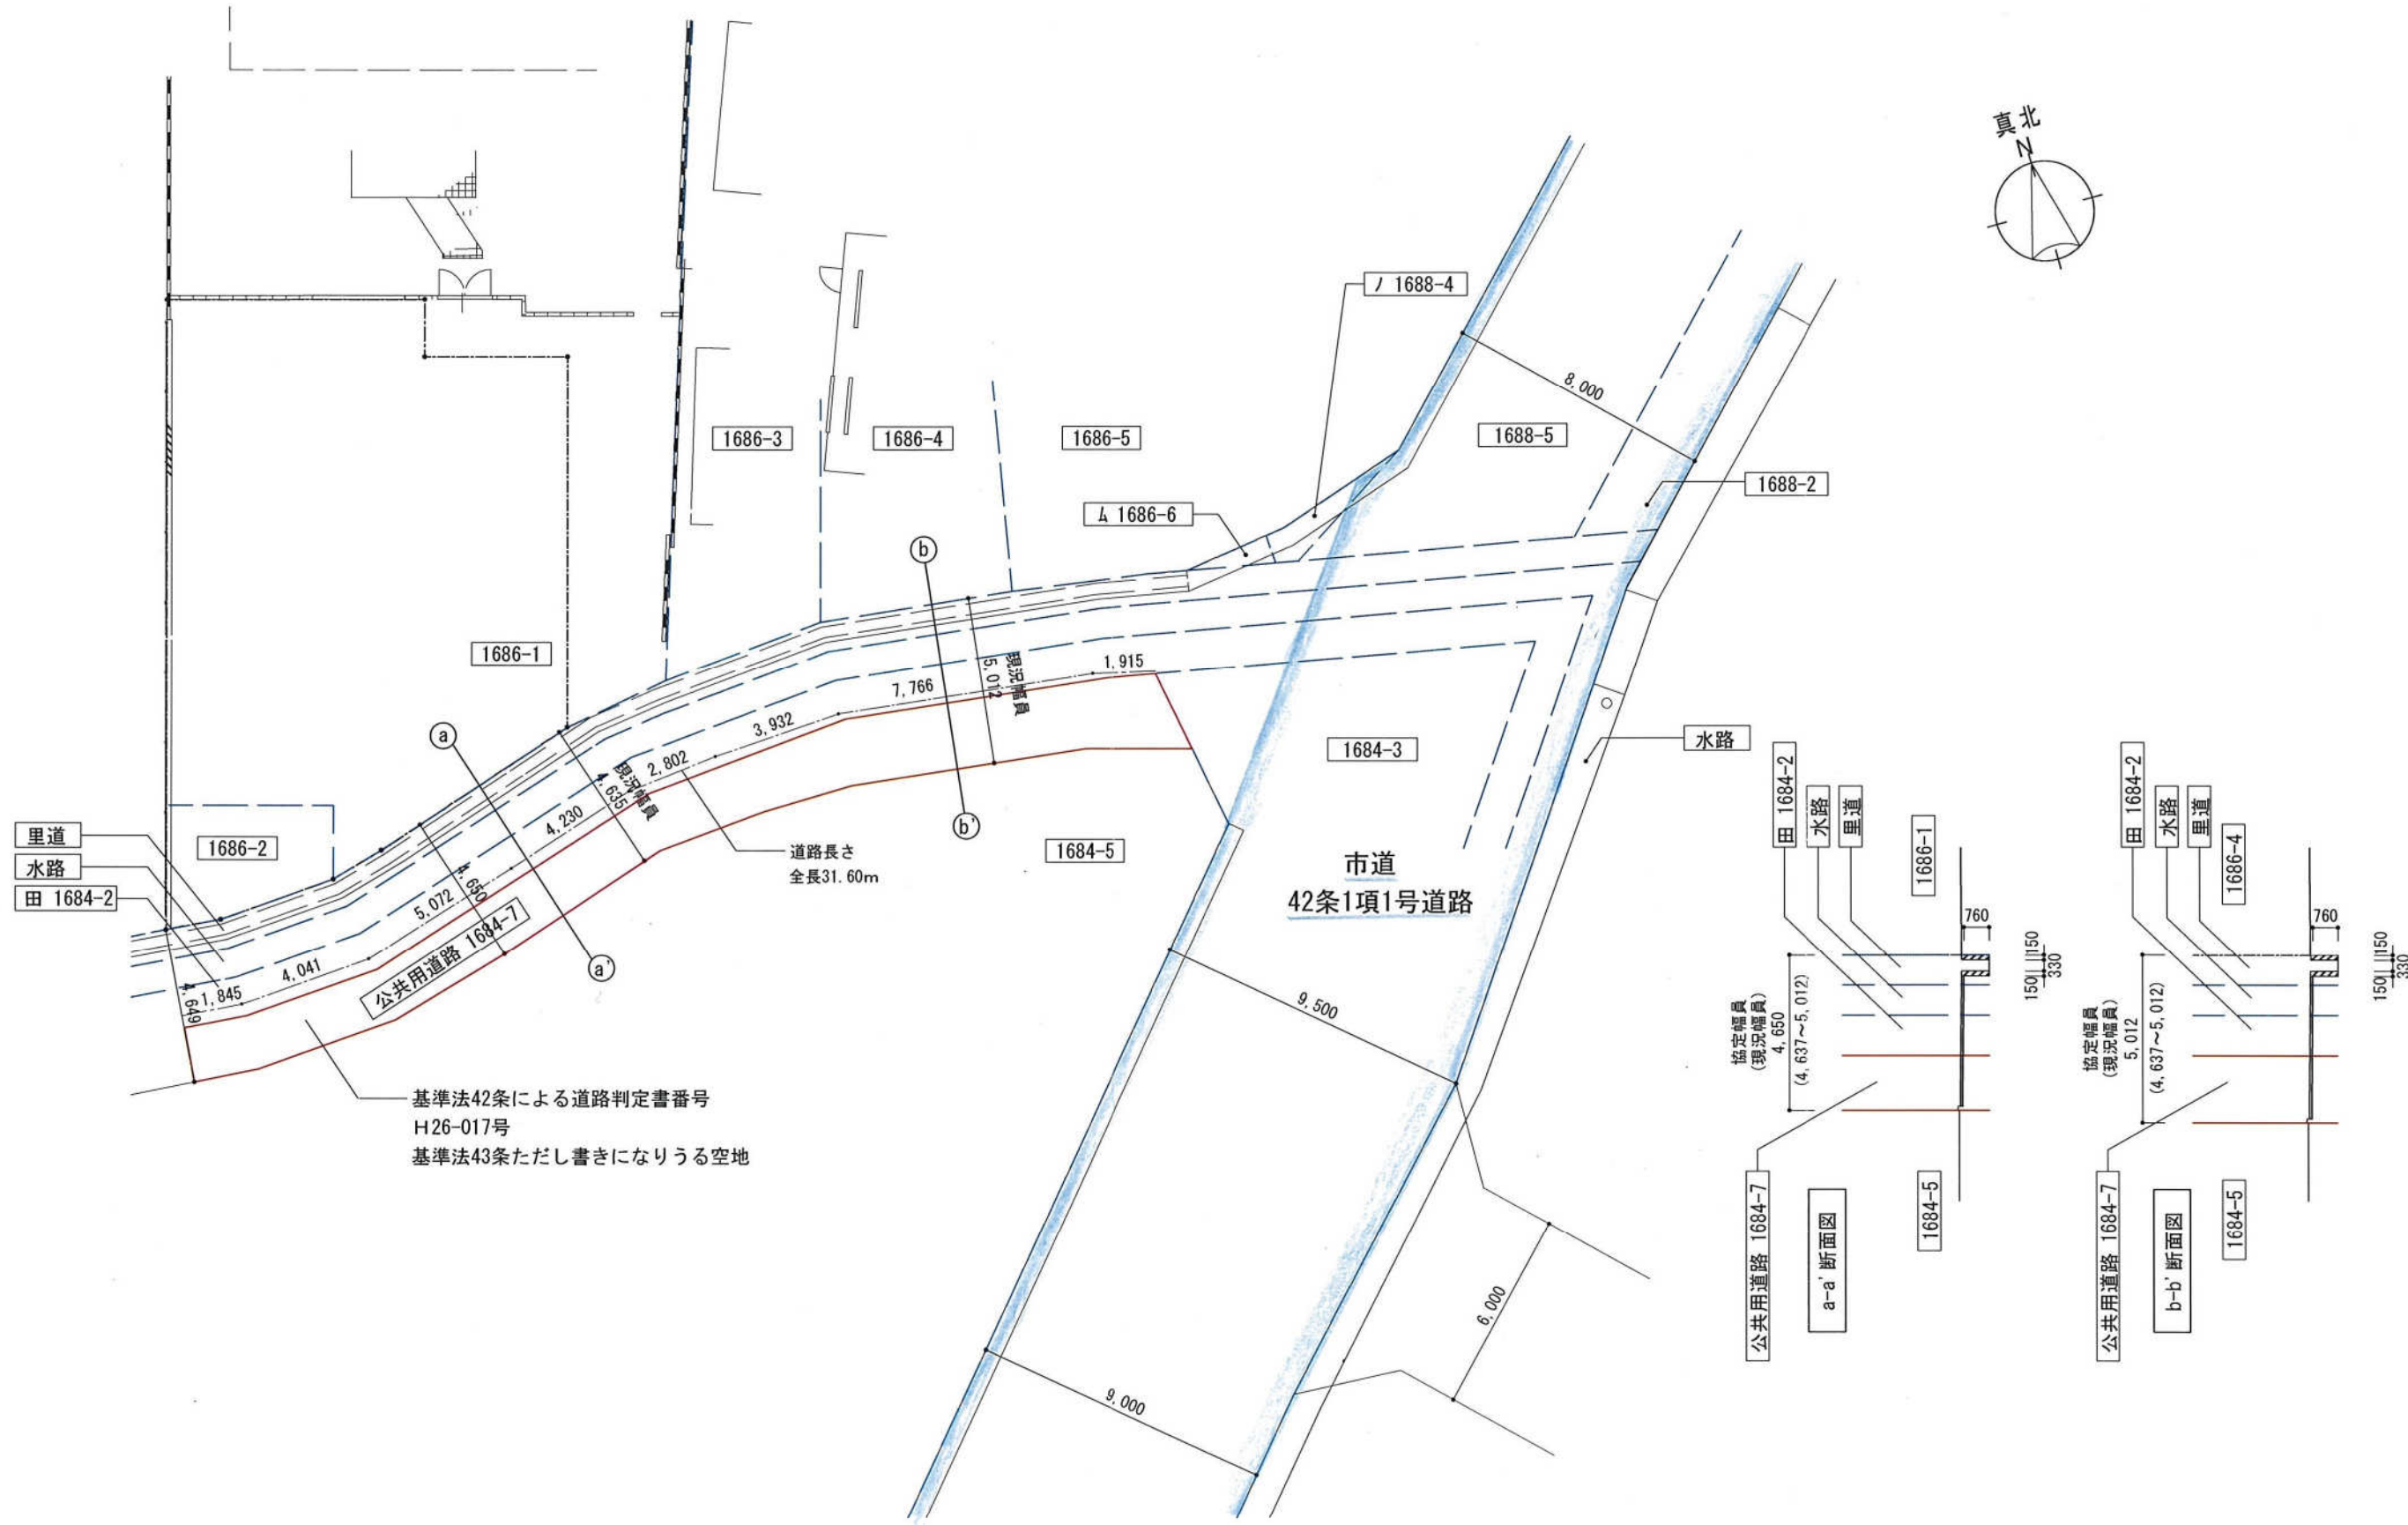 真北
N
ノ 1688-4
8,000
1686-3
1686-4
1686-5
1688-5
1688-2
ム 1686-6
b
1686-1
現況幅員
5,012
1,915
7,766
3,932
2,802
現況幅員
4,635
4,230
a
1684-3
水路
b'
里道
水路
田 1684-2
1686-2
道路長さ
全長31.60m
1684-5
市道
42条1項1号道路
4,650
5,072
公共用道路 1684-7
a'
4,041
1,845
4,649
9,500
基準法42条による道路判定書番号
H26-017号
基準法43条ただし書きになりうる空地
6,000
9,000
田 1684-2
水路
里道
1686-1
760
150
330
150
協定幅員
(現況幅員)
4,650
(4,637~5,012)
公共用道路 1684-7
a-a' 断面図
1684-5
田 1684-2
水路
里道
1686-4
760
150
330
150
協定幅員
(現況幅員)
5,012
(4,637~5,012)
公共用道路 1684-7
b-b' 断面図
1684-5